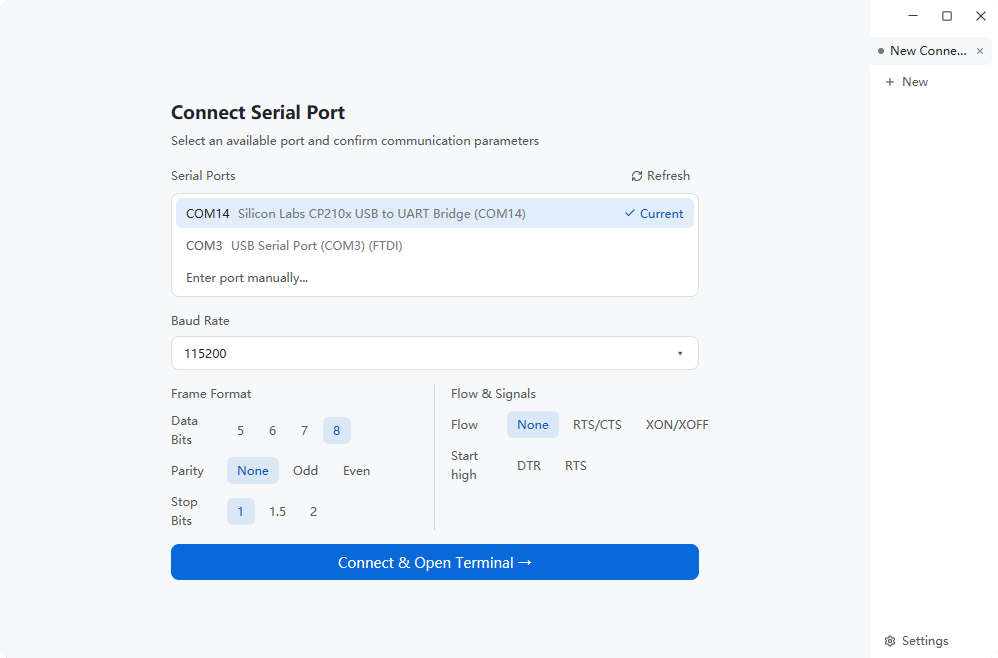 New Conne...
New
Connect Serial Port
Select an available port and confirm communication parameters
Serial Ports
Refresh
COM14 Silicon Labs CP210x USB to UART Bridge (COM14) Current
COM3 USB Serial Port (COM3) (FTDI)
Enter port manually...
Baud Rate
115200
Frame Format
Data
Bits
5 6 7 8
Parity None Odd Even
Stop
Bits
1 1.5 2
Flow & Signals
Flow None RTS/CTS XON/XOFF
Start
high
DTR RTS
Connect & Open Terminal →
Settings